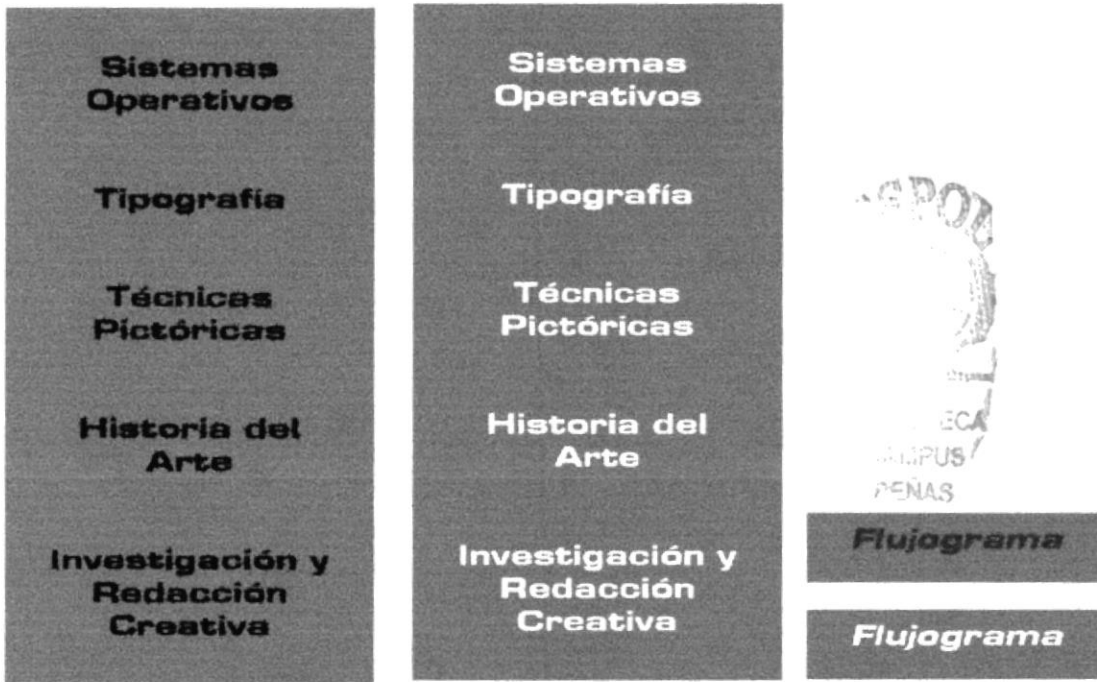 Sistemas
Operativos
Tipografía
Técnicas
Pictóricas
Historia del
Arte
Investigación y
Redacción
Creativa
Sistemas
Operativos
Tipografía
Técnicas
Pictóricas
Historia del
Arte
Investigación y
Redacción
Creativa
Flujograma
Flujograma